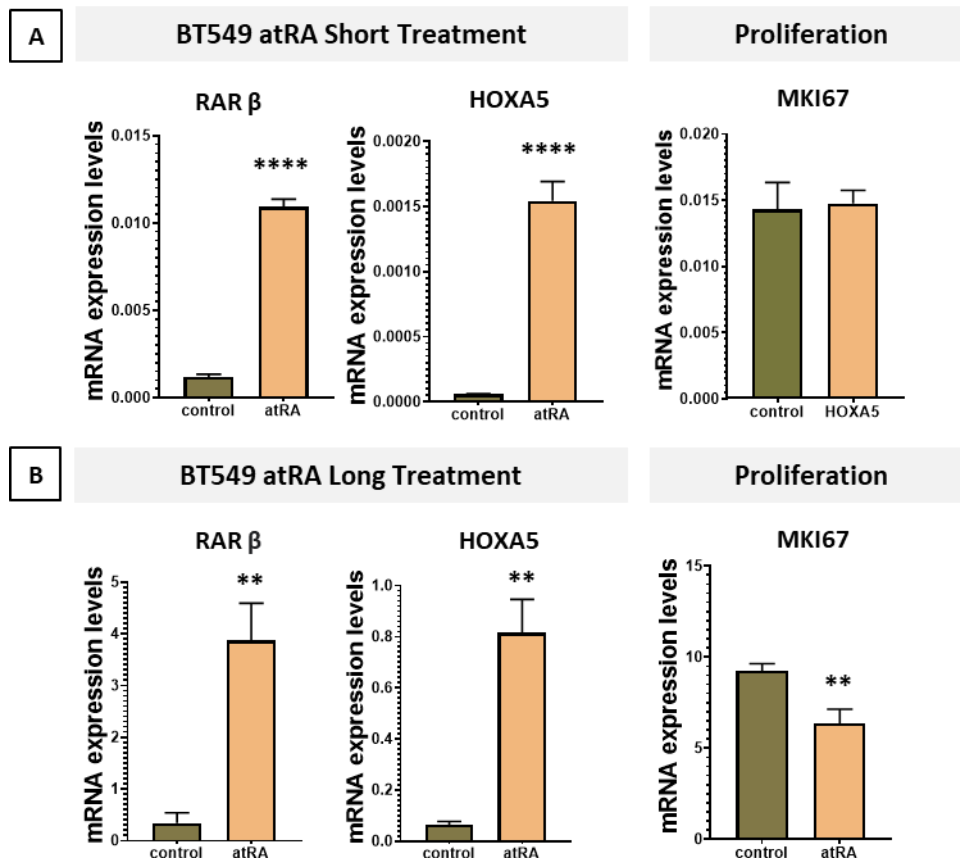 A
BT549 atRA Short Treatment
Proliferation
RAR β
HOXA5
MKI67
mRNA expression levels
0.015
0.010
0.005
0.000
****
control
atRA
mRNA expression levels
0.0020
0.0015
0.0010
0.0005
0.0000
****
control
atRA
mRNA expression levels
0.020
0.015
0.010
0.005
0.000
control
HOXA5
B
BT549 atRA Long Treatment
Proliferation
RAR β
HOXA5
MKI67
mRNA expression levels
5
4
3
2
1
0
**
control
atRA
mRNA expression levels
1.0
0.8
0.6
0.4
0.2
0.0
**
control
atRA
mRNA expression levels
15
10
5
0
**
control
atRA